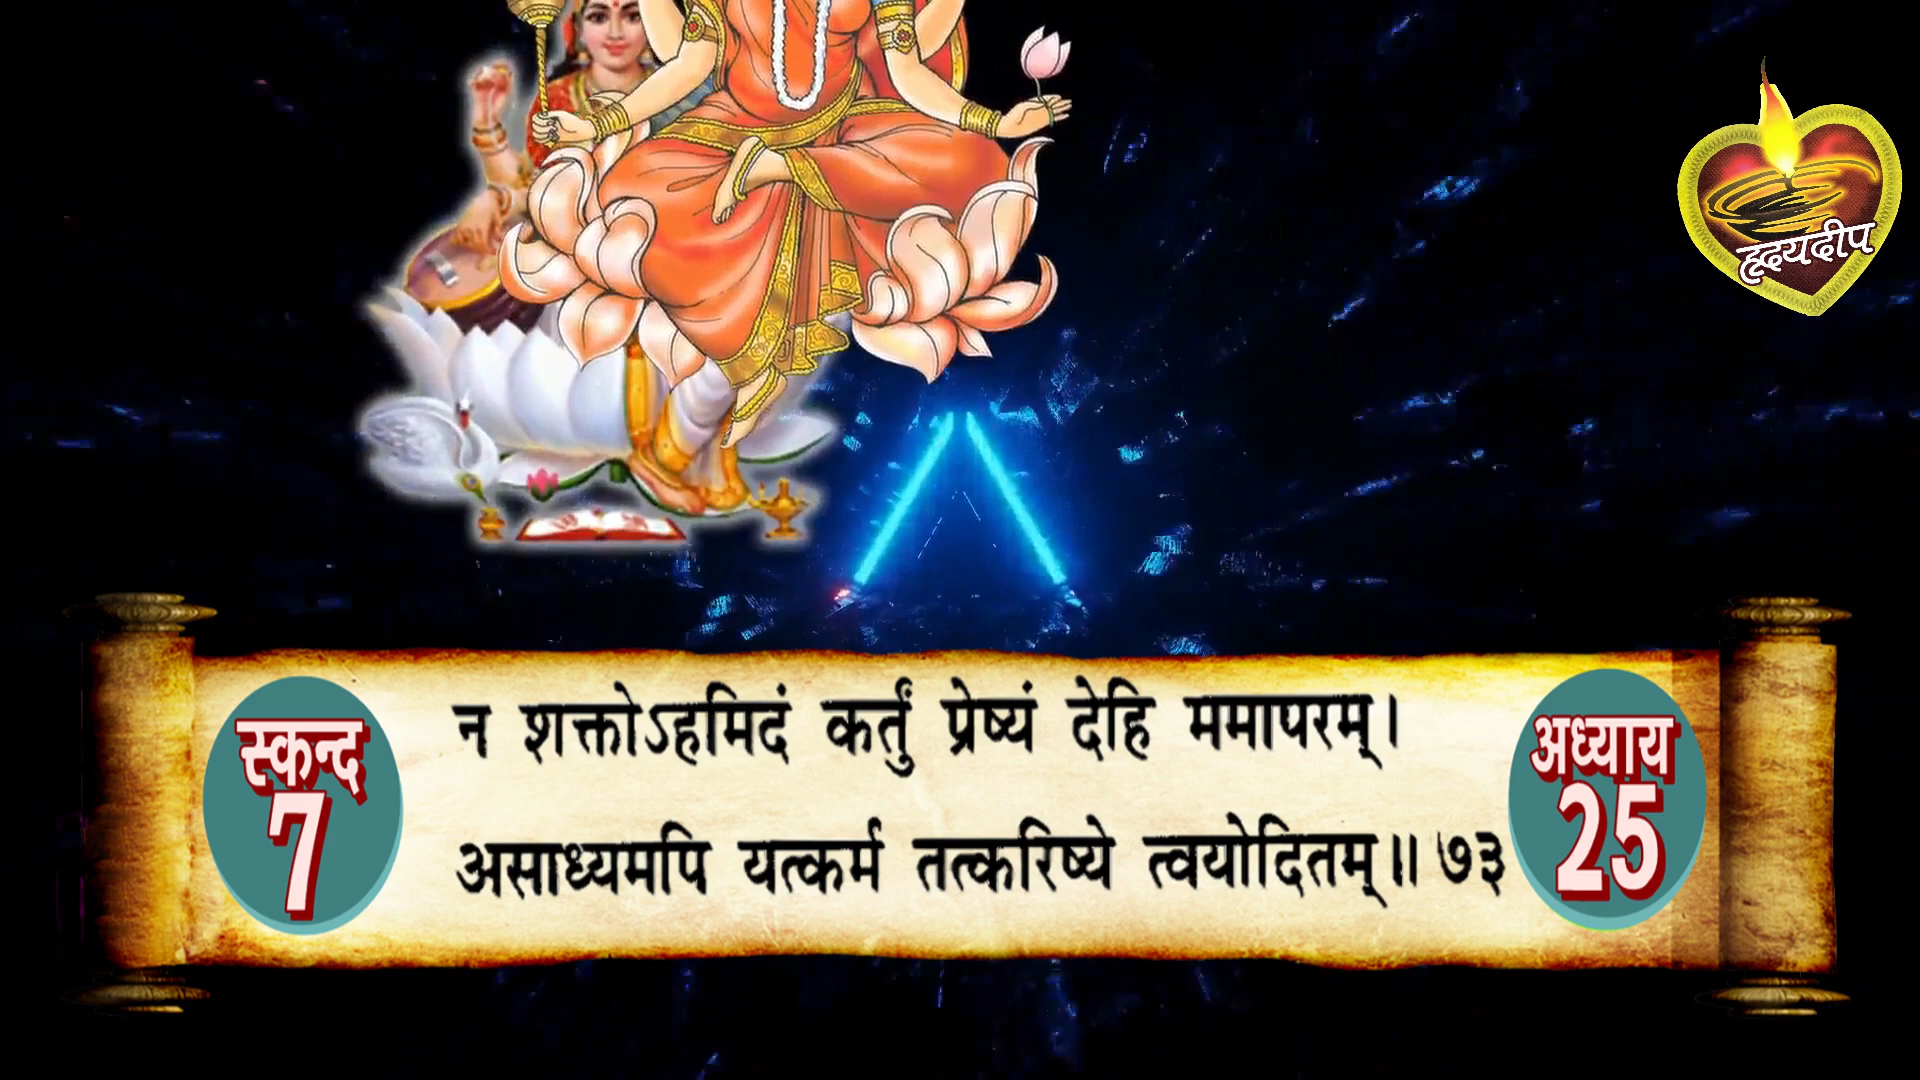 हृदयदीप
स्कन्द
7
न शक्तोऽहमिदं कर्तुं प्रेष्यं देहि ममापरम्।
असाध्यमपि यत्कर्म तत्करिष्ये त्वयोदितम्॥ ७३
अध्याय
25